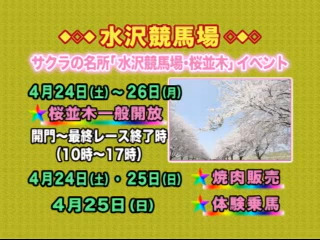 水沢競馬場
サクラの名所「水沢競馬場・桜並木」イベント
4月24日(土)～26日(月)
★桜並木一般開放
開門～最終レース終了時
(10時～17時)
4月24日(土)・25日(日) ★焼肉販売
4月25日(日) ★体験乗馬